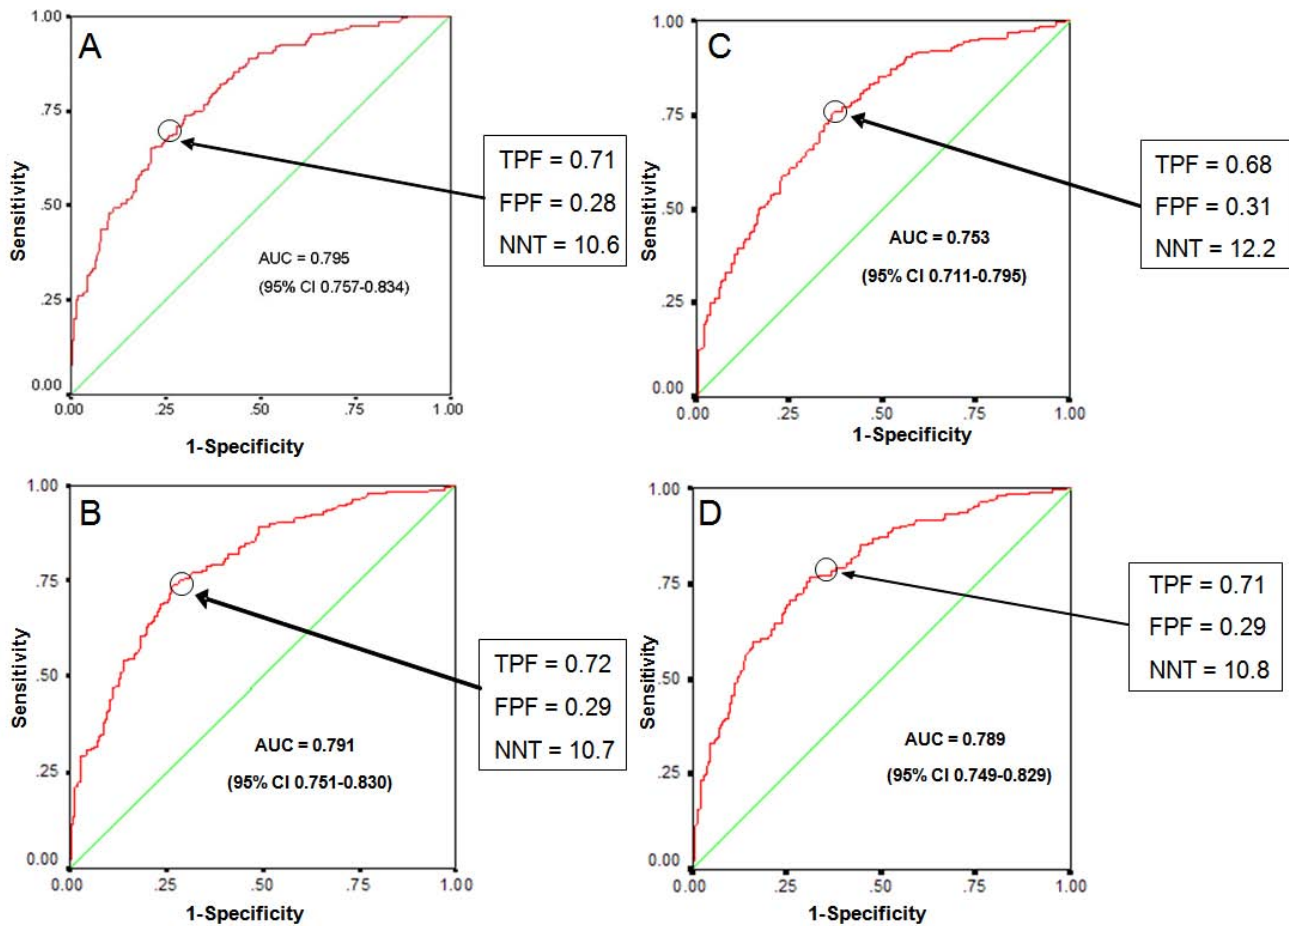 A
1.00
.75
.50
.25
0.00
Sensitivity
0.00 .25 .50 .75 1.00
1-Specificity
AUC = 0.795
(95% CI 0.757-0.834)
TPF = 0.71
FPF = 0.28
NNT = 10.6
C
1.00
.75
.50
.25
0.00
Sensitivity
0.00 .25 .50 .75 1.00
1-Specificity
AUC = 0.753
(95% CI 0.711-0.795)
TPF = 0.68
FPF = 0.31
NNT = 12.2
B
1.00
.75
.50
.25
0.00
Sensitivity
0.00 .25 .50 .75 1.00
1-Specificity
AUC = 0.791
(95% CI 0.751-0.830)
TPF = 0.72
FPF = 0.29
NNT = 10.7
D
1.00
.75
.50
.25
0.00
Sensitivity
0.00 .25 .50 .75 1.00
1-Specificity
AUC = 0.789
(95% CI 0.749-0.829)
TPF = 0.71
FPF = 0.29
NNT = 10.8